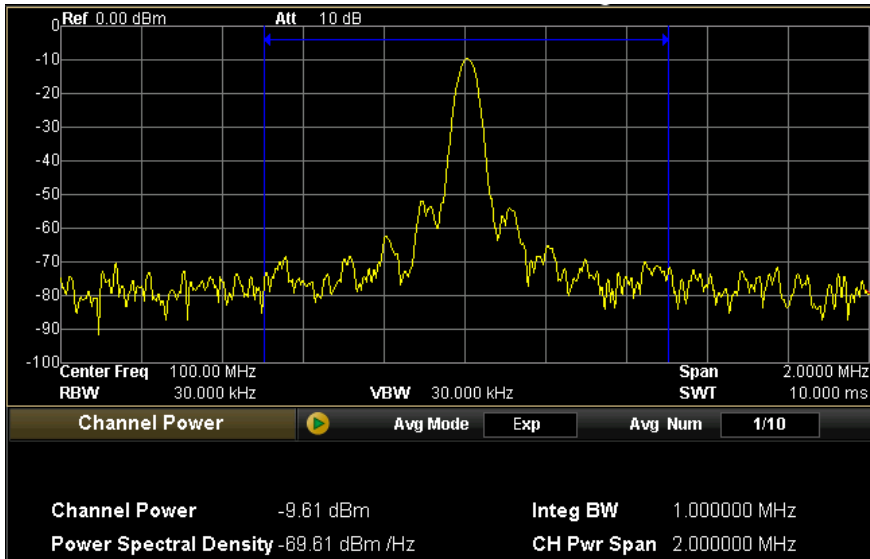 Ref 0.00 dBm Att 10 dB
0
-10
-20
-30
-40
-50
-60
-70
-80
-90
-100
Center Freq 100.00 MHz Span 2.0000 MHz
RBW 30.000 kHz VBW 30.000 kHz SWT 10.000 ms
Channel Power Avg Mode Exp Avg Num 1/10
Channel Power -9.61 dBm Integ BW 1.000000 MHz
Power Spectral Density -69.61 dBm /Hz CH Pwr Span 2.000000 MHz